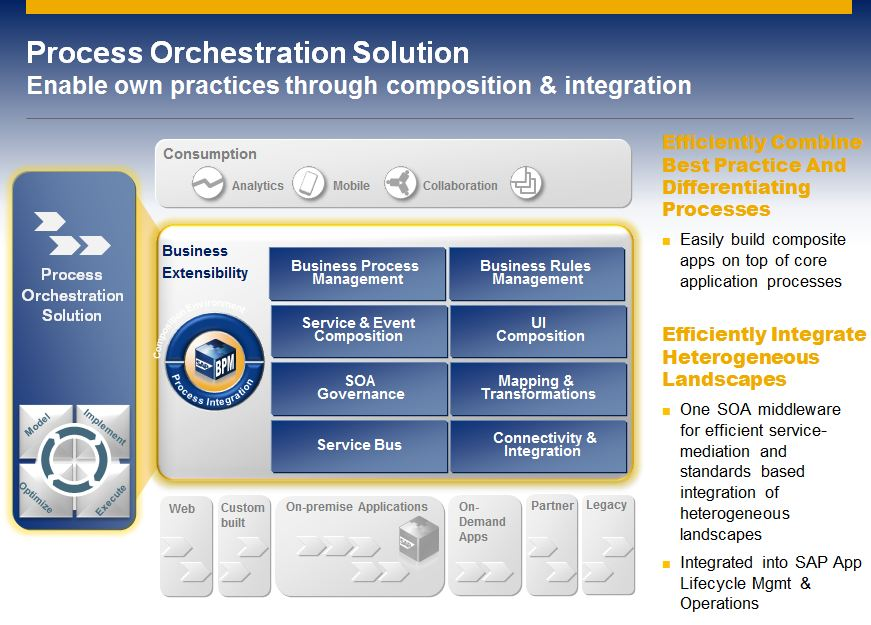 Process Orchestration Solution
Enable own practices through composition & integration
Consumption
Analytics
Mobile
Collaboration
Process
Orchestration
Solution
Model
Implement
Optimize
Execute
Business
Extensibility
Composition Environment
SAP
BPM
Process Integration
Business Process
Management
Business Rules
Management
Service & Event
Composition
UI
Composition
SOA
Governance
Mapping &
Transformations
Service Bus
Connectivity &
Integration
Web
Custom
built
On-premise Applications
SAP
On-
Demand
Apps
Partner
Legacy
Efficiently Combine
Best Practice And
Differentiating
Processes
Easily build composite
apps on top of core
application processes
Efficiently Integrate
Heterogeneous
Landscapes
One SOA middleware
for efficient service-
mediation and
standards based
integration of
heterogeneous
landscapes
Integrated into SAP App
Lifecycle Mgmt &
Operations